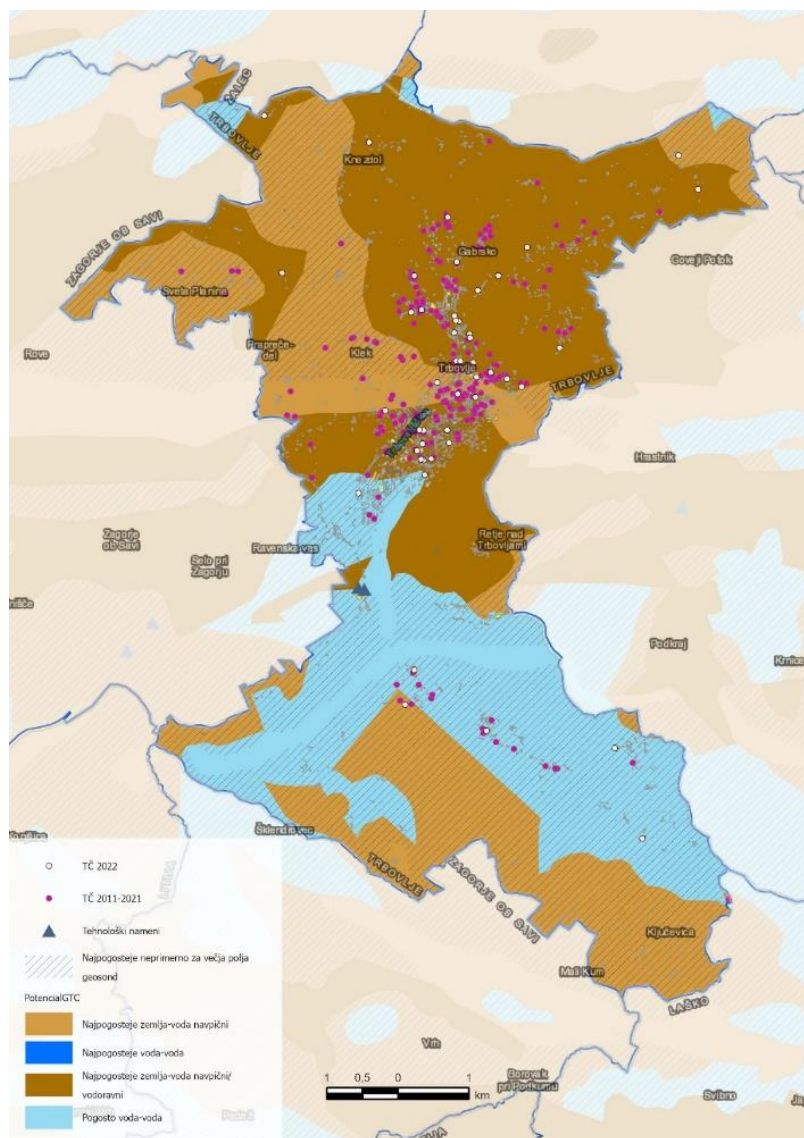 ŽALEC
TRBOVLJE
Knezdol
ZAGORJE OB SAVI
Gabrsko
Goveji Potok
Sveta Planina
Rove
Praprече-
del
Klek
Trbovlje
TRBOVLJE
Hrastnik
Zagorje
ob Savi
Selo pri
Zagorju
Ravenska vas
Retje nad
Trbovljami
Podkraj
Krnice
Šklendrovec
TRBOVLJE
ZAGORJE OB SAVI
Ključevica
Mali Kum
LAŠKO
Vrh
Borovak
pri Podkumu
Svibno
TČ 2022
TČ 2011-2021
Tehnološki nameni
Najpogosteje neprimerno za večja polja
geosond
PotencialGTC
Najpogosteje zemlja-voda navpični
Najpogosteje voda-voda
Najpogosteje zemlja-voda navpični/
vodoravni
Pogosto voda-voda
1 0,5 0 1
km